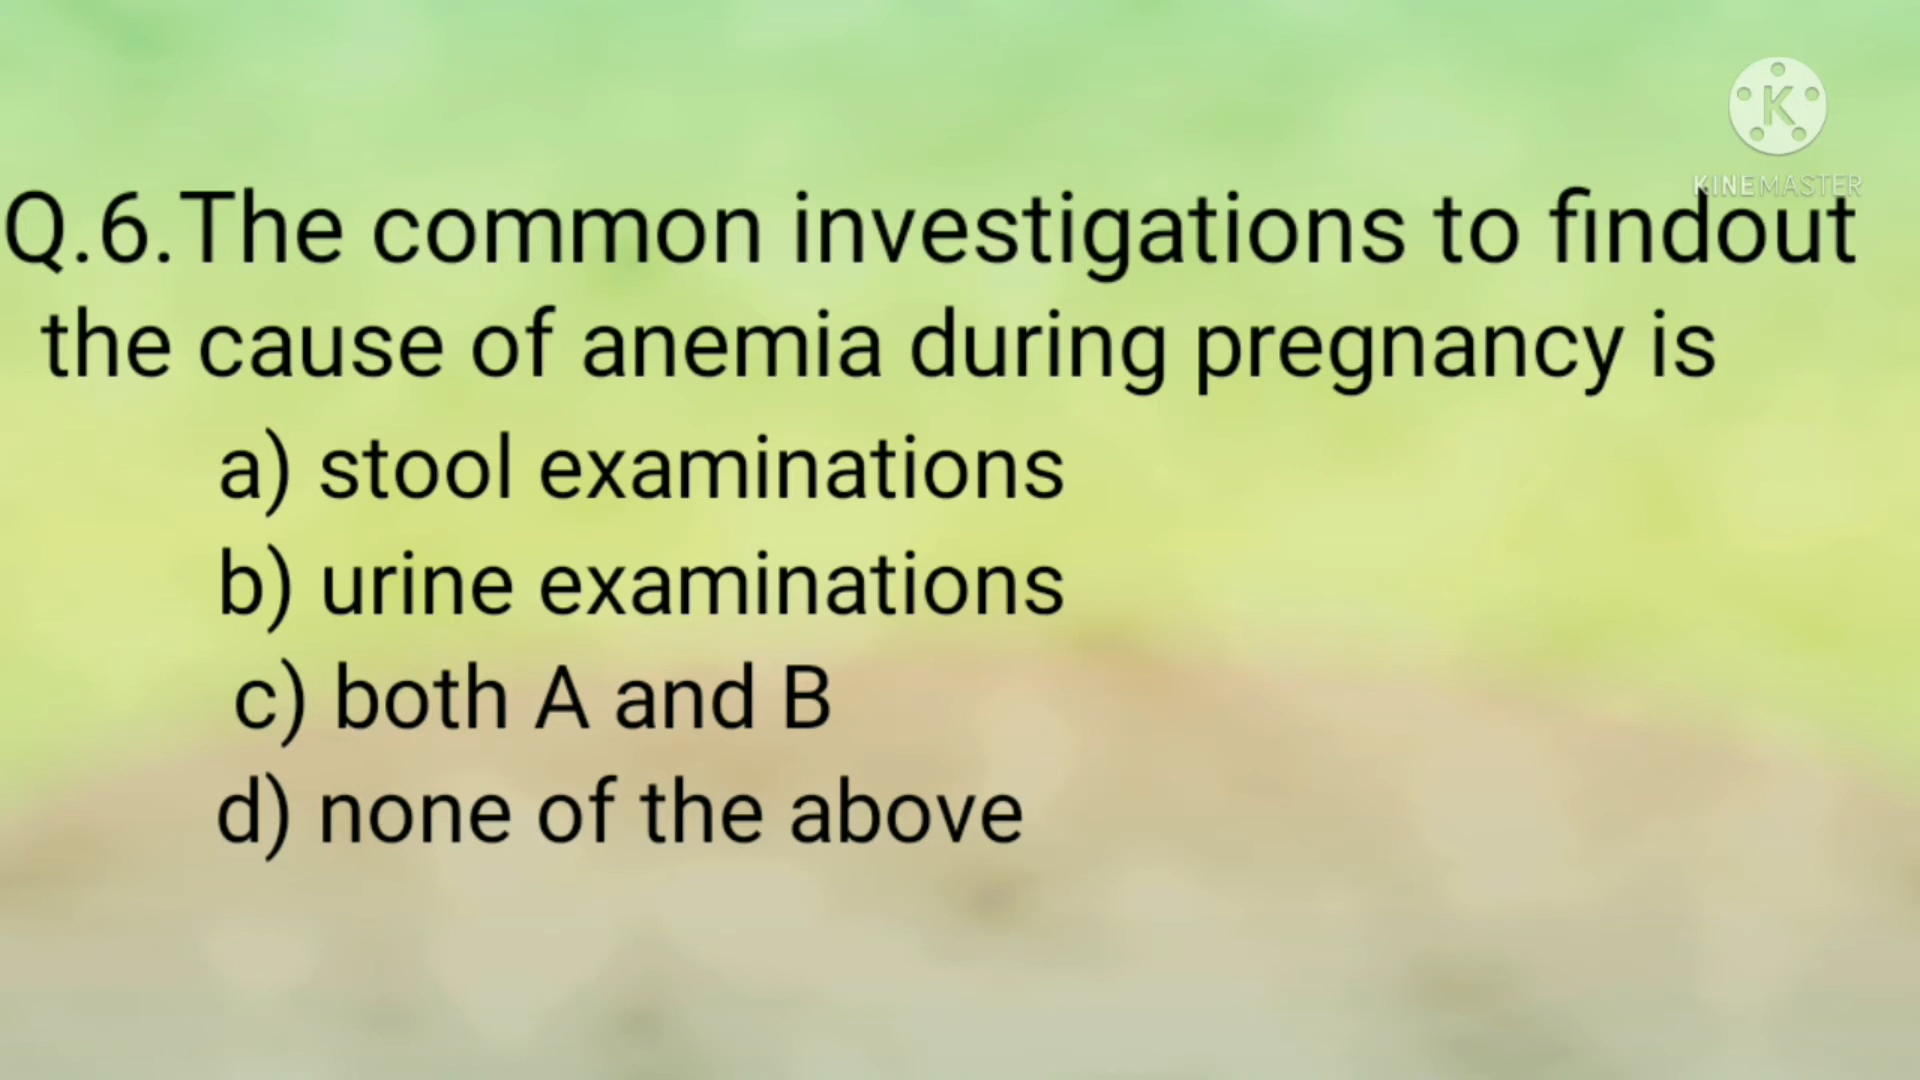 KINEMASTER
Q.6.The common investigations to findout
the cause of anemia during pregnancy is
a) stool examinations
b) urine examinations
c) both A and B
d) none of the above